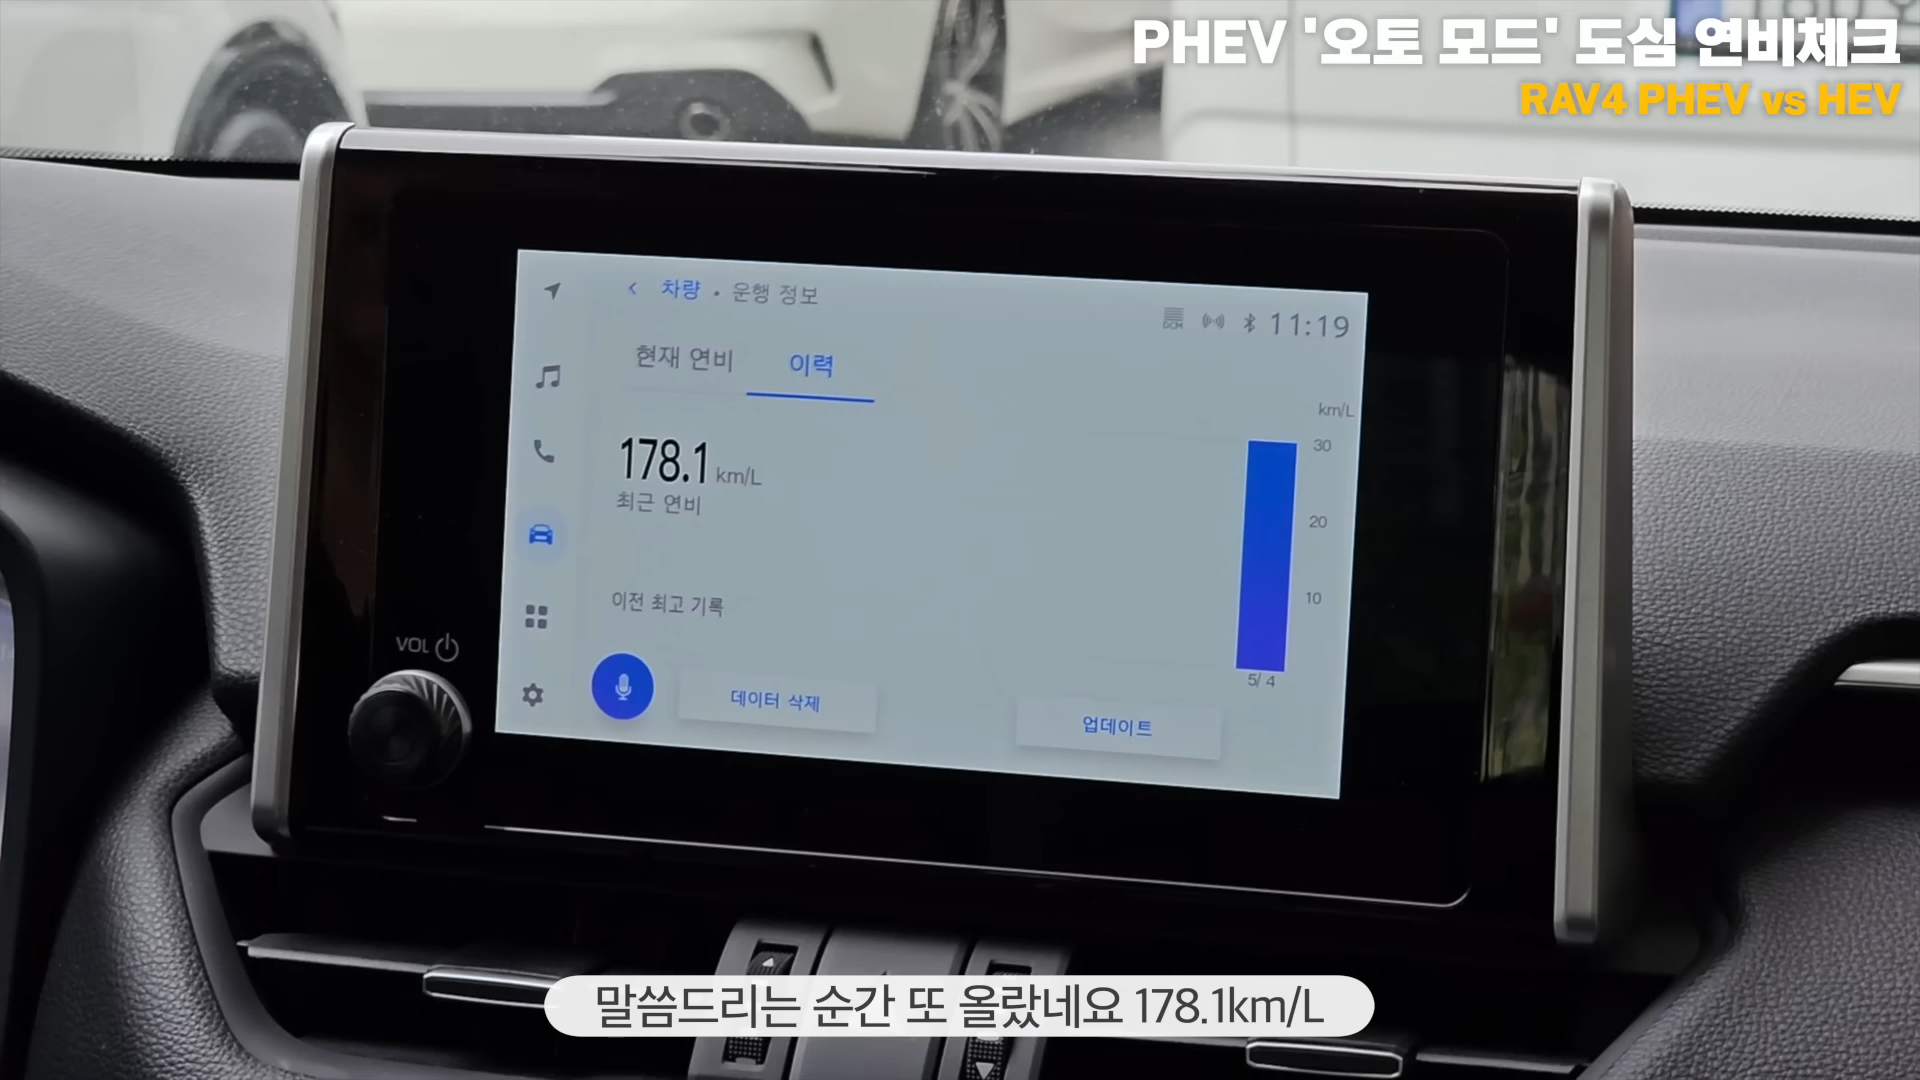 PHEV '오토 모드' 도심 연비체크
RAV4 PHEV vs HEV
차량 • 운행 정보
DCM 11:19
현재 연비 이력
km/L
178.1 km/L
최근 연비
30
20
10
5/ 4
이전 최고 기록
데이터 삭제
업데이트
VOL
말씀드리는 순간 또 올랐네요 178.1km/L